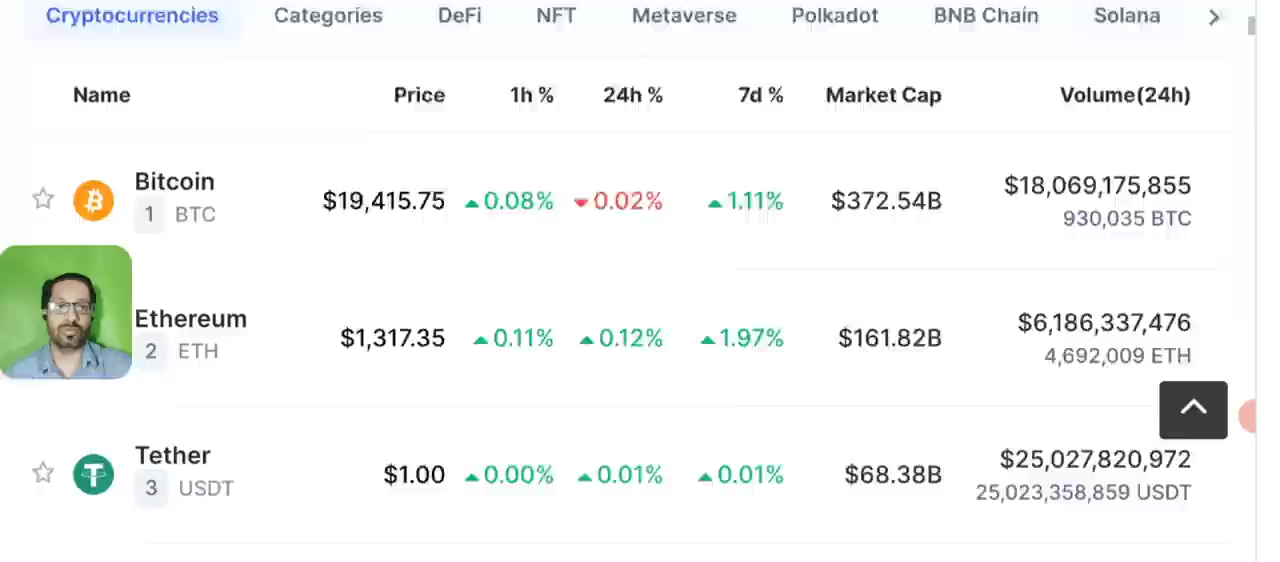 Cryptocurrencies Categories DeFi NFT Metaverse Polkadot BNB Chain Solana
Name Price 1h % 24h % 7d % Market Cap Volume(24h)
Bitcoin
1 BTC
$19,415.75 0.08% 0.02% 1.11% $372.54B
$18,069,175,855
930,035 BTC
Ethereum
2 ETH
$1,317.35 0.11% 0.12% 1.97% $161.82B
$6,186,337,476
4,692,009 ETH
Tether
3 USDT
$1.00 0.00% 0.01% 0.01% $68.38B
$25,027,820,972
25,023,358,859 USDT